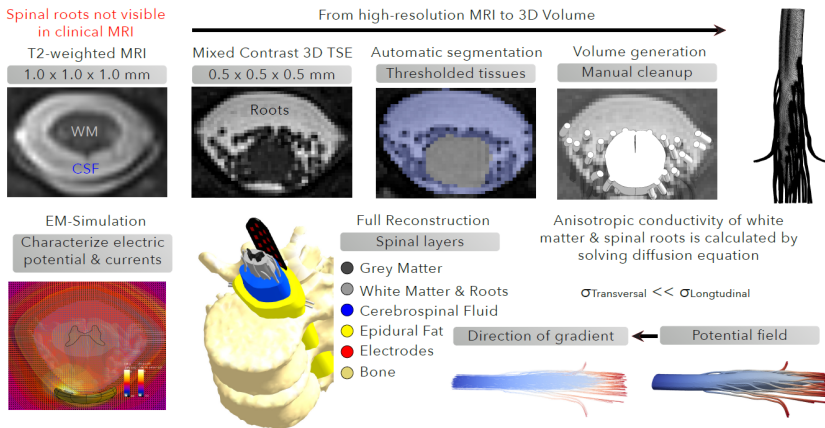 Spinal roots not visible
in clinical MRI
From high-resolution MRI to 3D Volume
T2-weighted MRI
1.0 x 1.0 x 1.0 mm
WM
CSF
Mixed Contrast 3D TSE
0.5 x 0.5 x 0.5 mm
Roots
Automatic segmentation
Thresholded tissues
Volume generation
Manual cleanup
EM-Simulation
Characterize electric
potential & currents
Full Reconstruction
Spinal layers
Grey Matter
White Matter & Roots
Cerebrospinal Fluid
Epidural Fat
Electrodes
Bone
Anisotropic conductivity of white
matter & spinal roots is calculated by
solving diffusion equation
σTransversal << σLongtudinal
Direction of gradient
Potential field